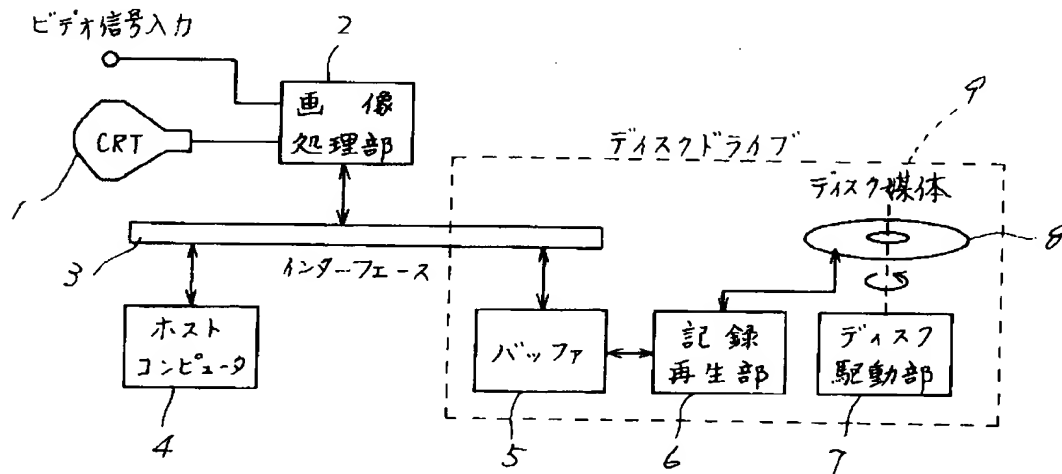 ビデオ信号入力
2
画像
処理部
CRT
1
ディスクドライブ
9
ディスク媒体
8
3
インターフェース
ホスト
コンピュータ
4
バッファ
5
記録
再生部
6
ディスク
駆動部
7